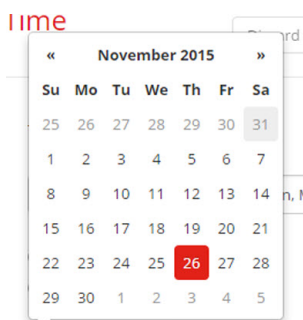 Time
Discard
« November 2015 »
Su Mo Tu We Th Fr Sa
25 26 27 28 29 30 31
1 2 3 4 5 6 7
8 9 10 11 12 13 14
n, M
15 16 17 18 19 20 21
22 23 24 25 26 27 28
29 30 1 2 3 4 5